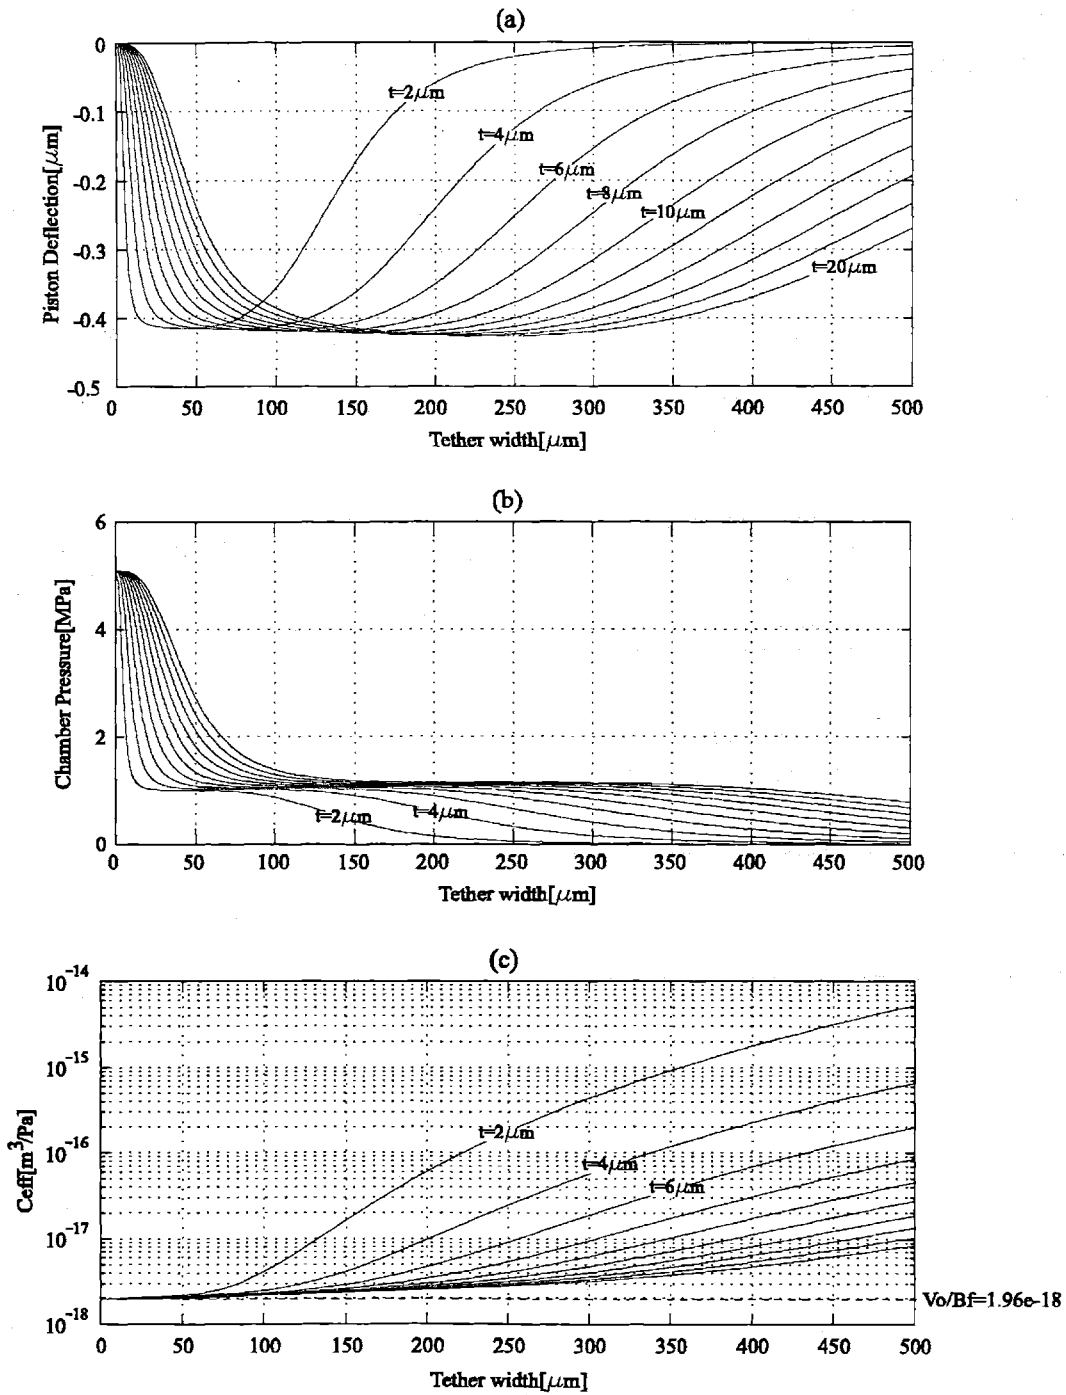 (a)
0
-0.1
-0.2
-0.3
-0.4
-0.5
Piston Deflection[μm]
t=2μm
t=4μm
t=6μm
t=8μm
t=10μm
t=20μm
0 50 100 150 200 250 300 350 400 450 500
Tether width[μm]
(b)
6
4
2
0
Chamber Pressure[MPa]
t=2μm
t=4μm
0 50 100 150 200 250 300 350 400 450 500
Tether width[μm]
(c)
10^-14
10^-15
10^-16
10^-17
10^-18
Ceff[m^3/Pa]
t=2μm
t=4μm
t=6μm
Vo/Bf=1.96e-18
0 50 100 150 200 250 300 350 400 450 500
Tether width[μm]